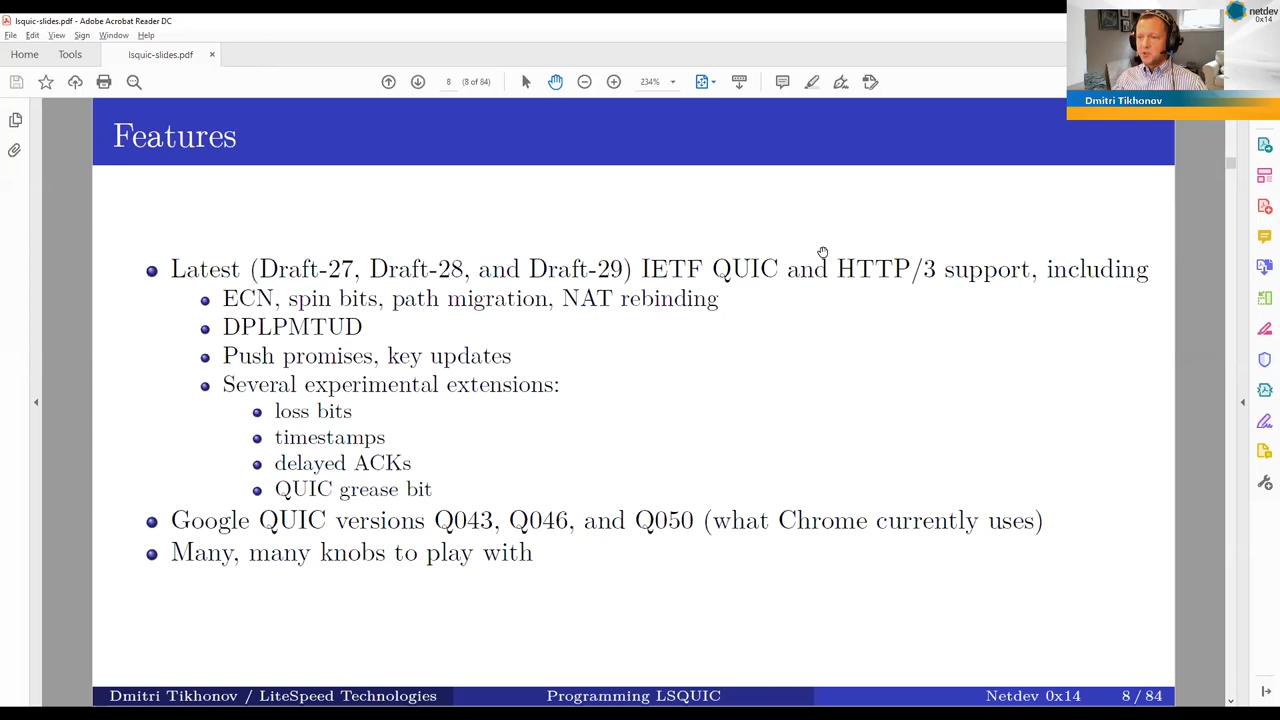 lsquic-slides.pdf - Adobe Acrobat Reader DC
File Edit View Sign Window Help
Home Tools lsquic-slides.pdf ×
8 (8 of 84) 234%
netdev
0x14
Dmitri Tikhonov
Features
Latest (Draft-27, Draft-28, and Draft-29) IETF QUIC and HTTP/3 support, including
ECN, spin bits, path migration, NAT rebinding
DPLPMTUD
Push promises, key updates
Several experimental extensions:
loss bits
timestamps
delayed ACKs
QUIC grease bit
Google QUIC versions Q043, Q046, and Q050 (what Chrome currently uses)
Many, many knobs to play with
Dmitri Tikhonov / LiteSpeed Technologies Programming LSQUIC Netdev 0x14 8 / 84